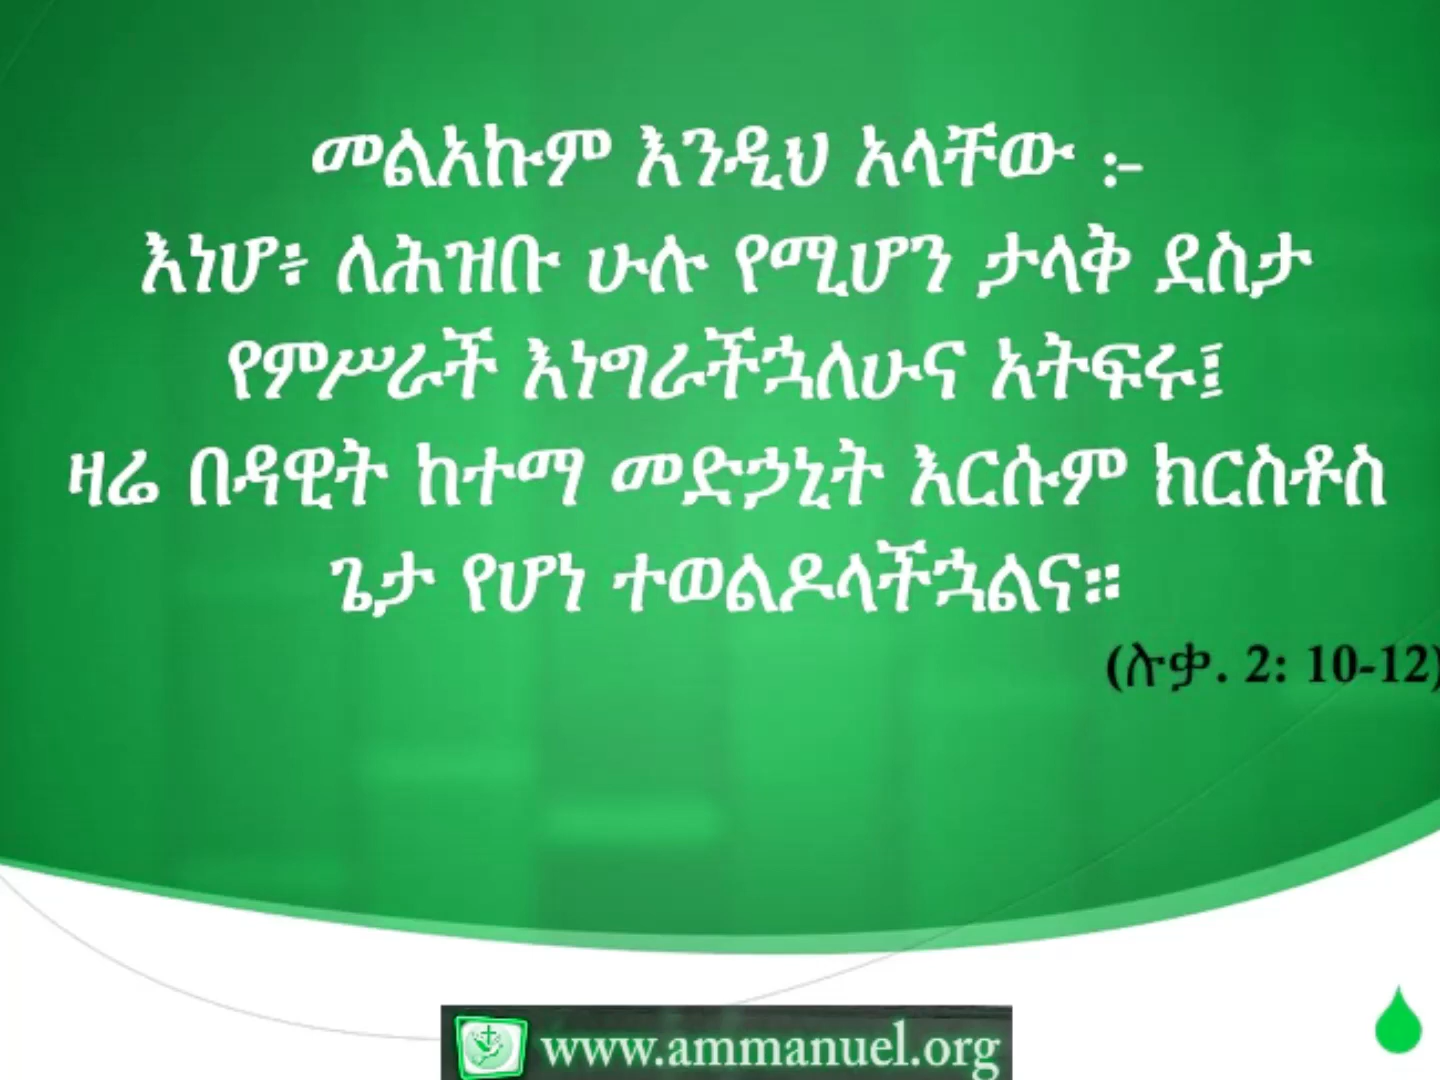 መልአኩም እንዲህ አላቸው ፦
እነሆ፥ ለሕዝቡ ሁሉ የሚሆን ታላቅ ደስታ
የምሥራች እነግራችኋለሁና አትፍሩ፤
ዛሬ በዳዊት ከተማ መድኃኒት እርሱም ክርስቶስ
ጌታ የሆነ ተወልዶላችኋልና።
(ሉቃ. 2: 10-12)
www.ammanuel.org